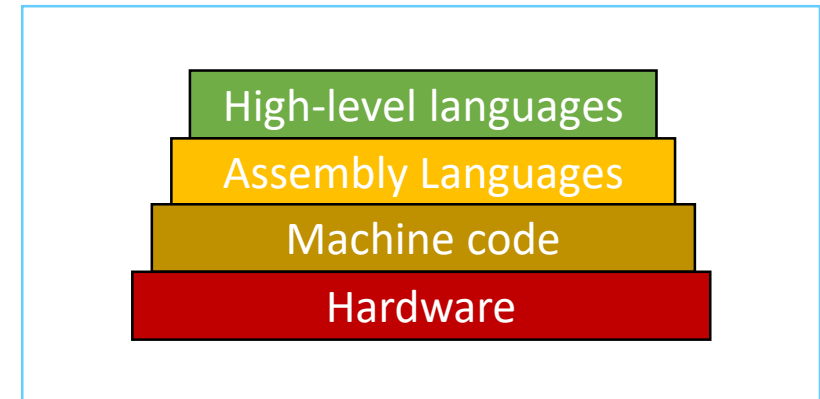 High-level languages
Assembly Languages
Machine code
Hardware